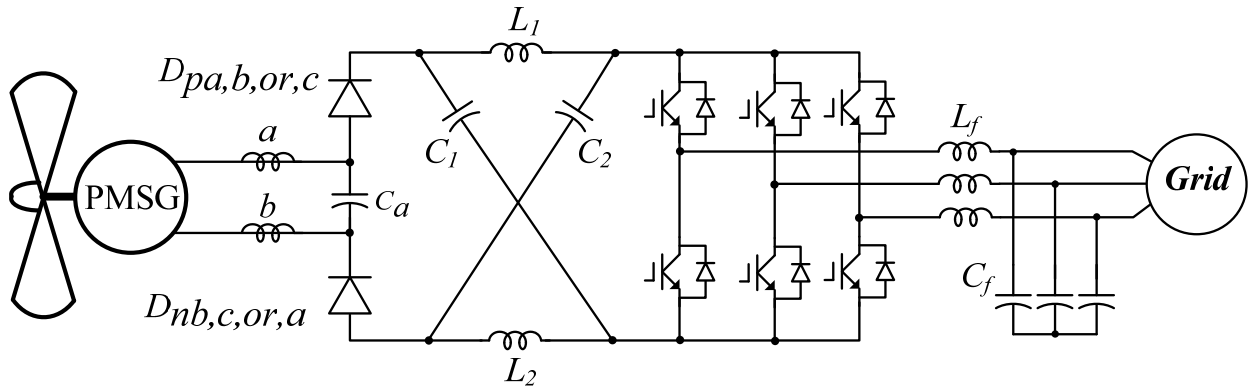 L1
Dpa,b,or,c
a
C1
C2
Lf
PMSG
Ca
Grid
b
Dnb,c,or,a
Cf
L2